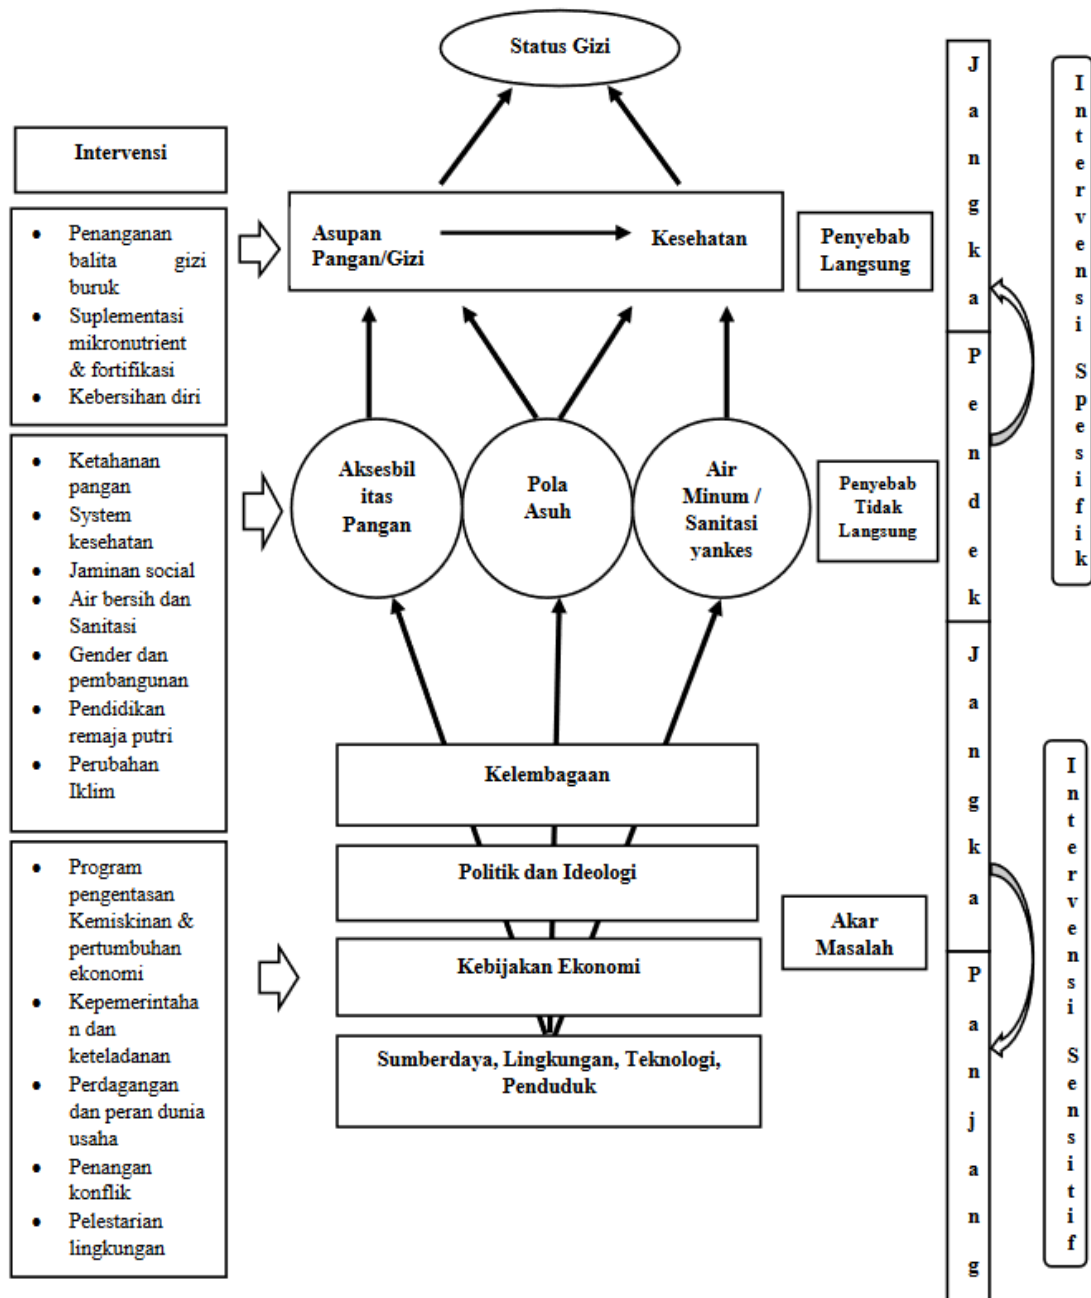 Status Gizi
Intervensi
Penanganan
balita gizi
buruk
Suplementasi
mikronutrient
& fortifikasi
Kebersihan diri
Asupan
Pangan/Gizi
Kesehatan
Penyebab
Langsung
Ketahanan
pangan
System
kesehatan
Jaminan social
Air bersih dan
Sanitasi
Gender dan
pembangunan
Pendidikan
remaja putri
Perubahan
Iklim
Aksesbil
itas
Pangan
Pola
Asuh
Air
Minum /
Sanitasi
yankes
Penyebab
Tidak
Langsung
Program
pengentasan
Kemiskinan &
pertumbuhan
ekonomi
Kepemerintaha
n dan
keteladanan
Perdagangan
dan peran dunia
usaha
Penangan
konflik
Pelestarian
lingkungan
Kelembagaan
Politik dan Ideologi
Kebijakan Ekonomi
Sumberdaya, Lingkungan, Teknologi,
Penduduk
Akar
Masalah
Jangka
Pendek
Jangka
Panjang
Intervensi Spesifik
Intervensi Sensitif